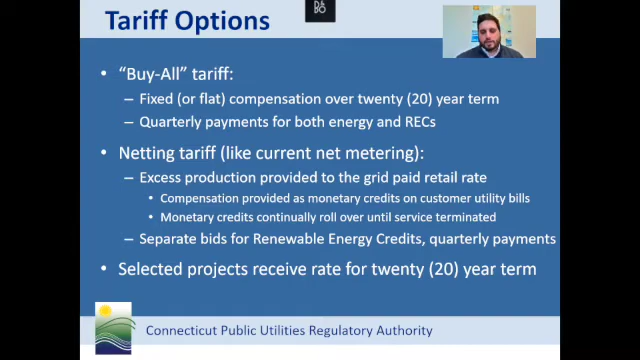 DABO
Tariff Options
• "Buy-All" tariff:
– Fixed (or flat) compensation over twenty (20) year term
– Quarterly payments for both energy and RECs
• Netting tariff (like current net metering):
– Excess production provided to the grid paid retail rate
• Compensation provided as monetary credits on customer utility bills
• Monetary credits continually roll over until service terminated
– Separate bids for Renewable Energy Credits, quarterly payments
• Selected projects receive rate for twenty (20) year term
Connecticut Public Utilities Regulatory Authority